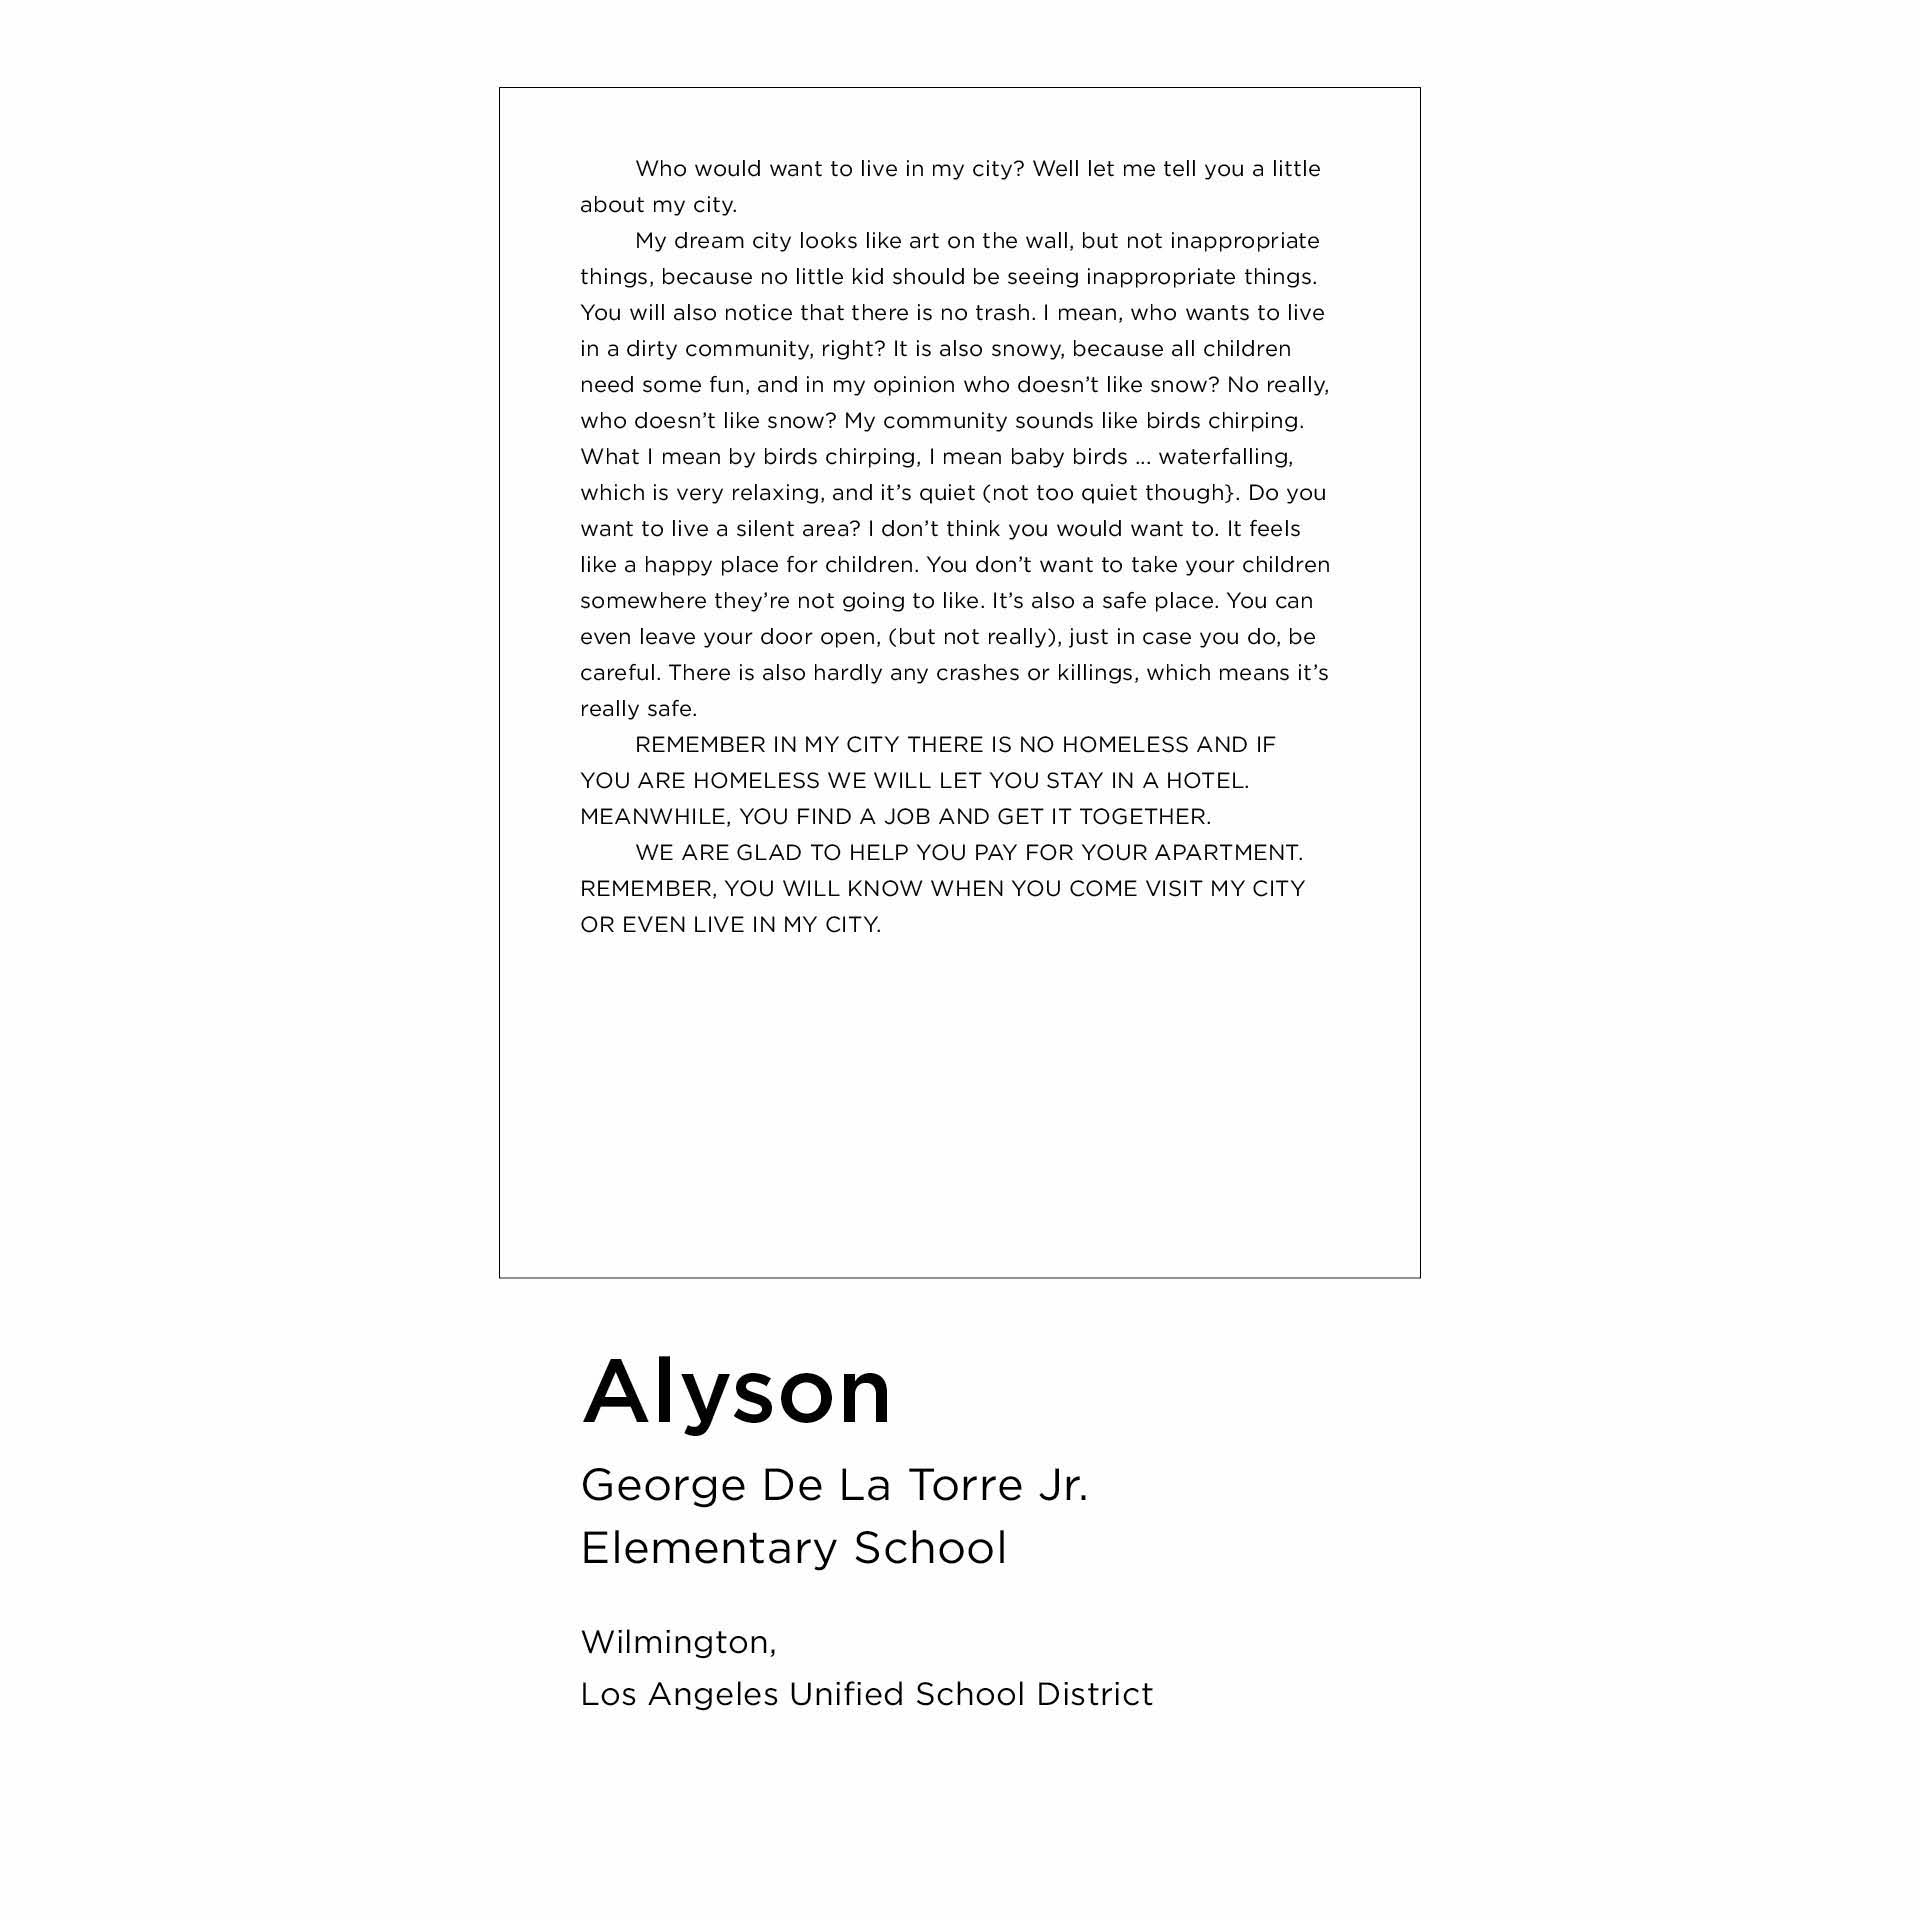 Who would want to live in my city? Well let me tell you a little
about my city.
My dream city looks like art on the wall, but not inappropriate
things, because no little kid should be seeing inappropriate things.
You will also notice that there is no trash. I mean, who wants to live
in a dirty community, right? It is also snowy, because all children
need some fun, and in my opinion who doesn’t like snow? No really,
who doesn’t like snow? My community sounds like birds chirping.
What I mean by birds chirping, I mean baby birds ... waterfalling,
which is very relaxing, and it’s quiet (not too quiet though}. Do you
want to live a silent area? I don’t think you would want to. It feels
like a happy place for children. You don’t want to take your children
somewhere they’re not going to like. It’s also a safe place. You can
even leave your door open, (but not really), just in case you do, be
careful. There is also hardly any crashes or killings, which means it’s
really safe.
REMEMBER IN MY CITY THERE IS NO HOMELESS AND IF
YOU ARE HOMELESS WE WILL LET YOU STAY IN A HOTEL.
MEANWHILE, YOU FIND A JOB AND GET IT TOGETHER.
WE ARE GLAD TO HELP YOU PAY FOR YOUR APARTMENT.
REMEMBER, YOU WILL KNOW WHEN YOU COME VISIT MY CITY
OR EVEN LIVE IN MY CITY.
Alyson
George De La Torre Jr.
Elementary School
Wilmington,
Los Angeles Unified School District